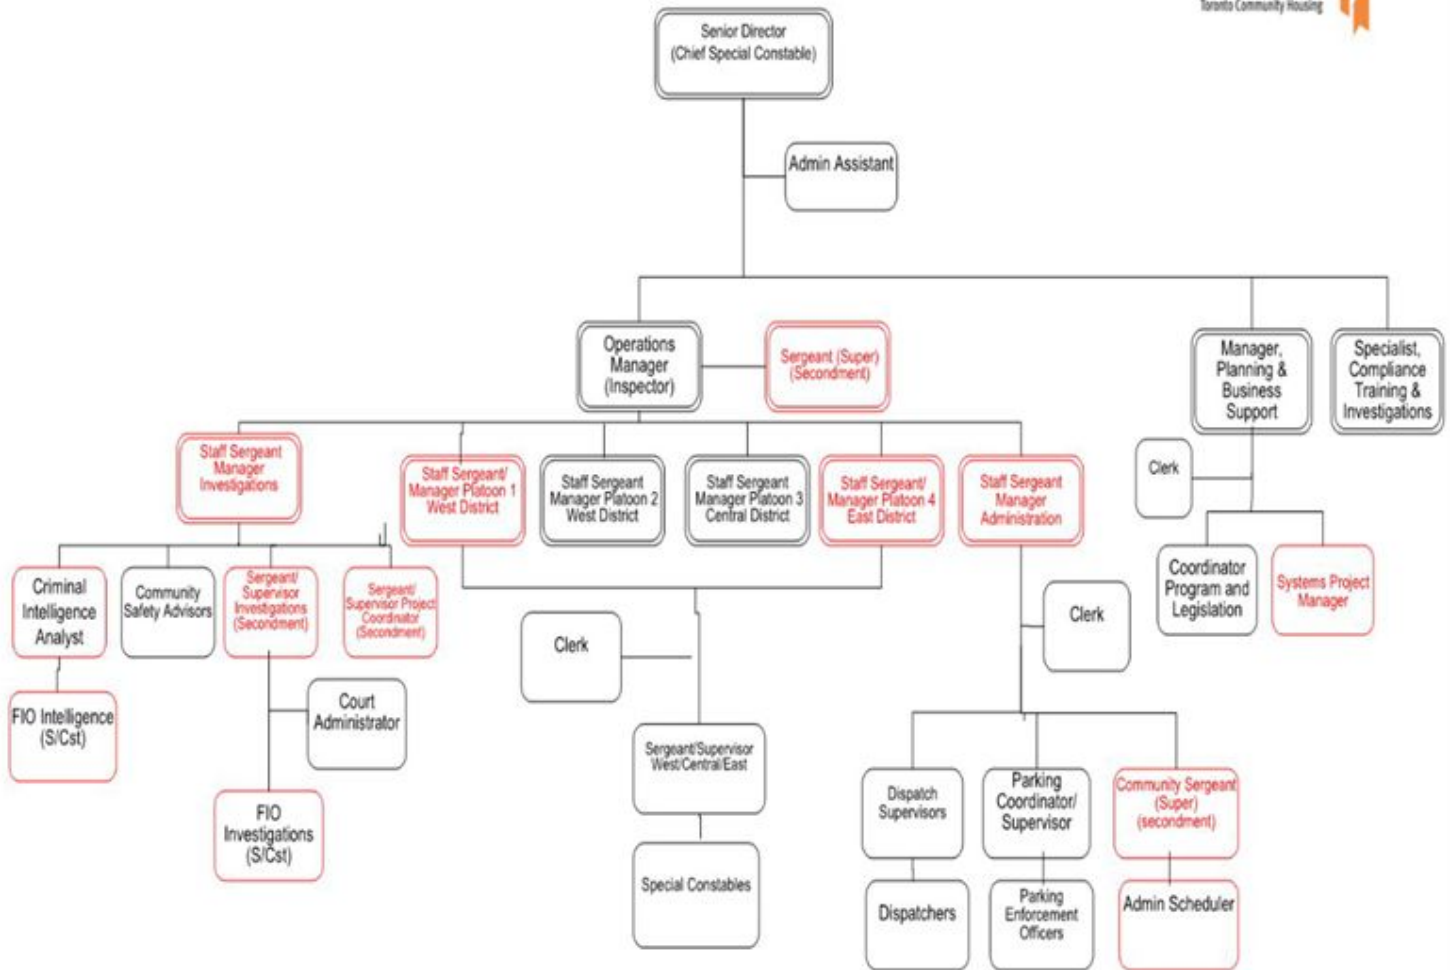 Toronto Community Housing
Senior Director
(Chief Special Constable)
Admin Assistant
Operations
Manager
(Inspector)
Sergeant (Super)
(Secondment)
Manager,
Planning &
Business
Support
Specialist,
Compliance
Training &
Investigations
Staff Sergeant
Manager
Investigations
Staff Sergeant/
Manager Platoon 1
West District
Staff Sergeant
Manager Platoon 2
West District
Staff Sergeant
Manager Platoon 3
Central District
Staff Sergeant/
Manager Platoon 4
East District
Staff Sergeant
Manager
Administration
Clerk
Criminal
Intelligence
Analyst
Community
Safety Advisors
Sergeant/
Supervisor
Investigations
(Secondment)
Sergeant/
Supervisor Project
Coordinator
(Secondment)
Clerk
Clerk
Coordinator
Program and
Legislation
Systems Project
Manager
FIO Intelligence
(S/Cst)
Court
Administrator
Sergeant/Supervisor
West/Central/East
Dispatch
Supervisors
Parking
Coordinator/
Supervisor
Community Sergeant
(Super)
(secondment)
FIO
Investigations
(S/Cst)
Special Constables
Dispatchers
Parking
Enforcement
Officers
Admin Scheduler